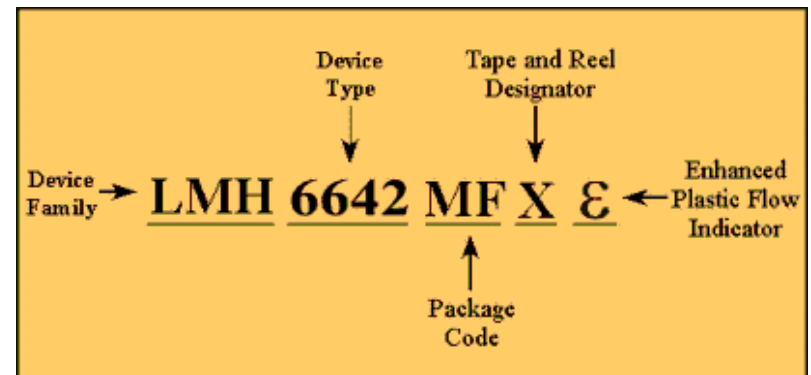 Device
Type
Tape and Reel
Designator
Device
Family
LMH 6642 MF X Ɛ
Enhanced
Plastic Flow
Indicator
Package
Code